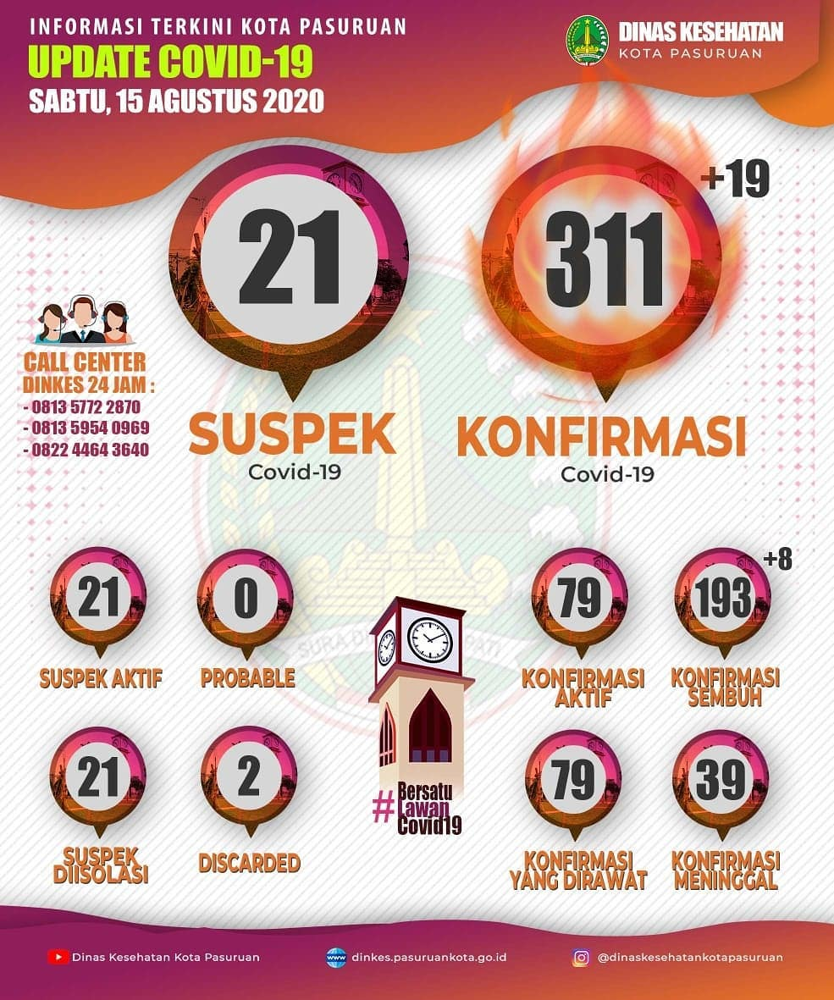 INFORMASI TERKINI KOTA PASURUAN
UPDATE COVID-19
SABTU, 15 AGUSTUS 2020
DINAS KESEHATAN
KOTA PASURUAN
21
SUSPEK
Covid-19
311
+19
KONFIRMASI
Covid-19
CALL CENTER
DINKES 24 JAM :
- 0813 5772 2870
- 0813 5954 0969
- 0822 4464 3640
21
SUSPEK AKTIF
0
PROBABLE
79
KONFIRMASI
AKTIF
193
+8
KONFIRMASI
SEMBUH
21
SUSPEK
DIISOLASI
2
DISCARDED
#Bersatu
Lawan
Covid19
79
KONFIRMASI
YANG DIRAWAT
39
KONFIRMASI
MENINGGAL
Dinas Kesehatan Kota Pasuruan
www
dinkes.pasuruankota.go.id
@dinaskesehatankotapasuruan